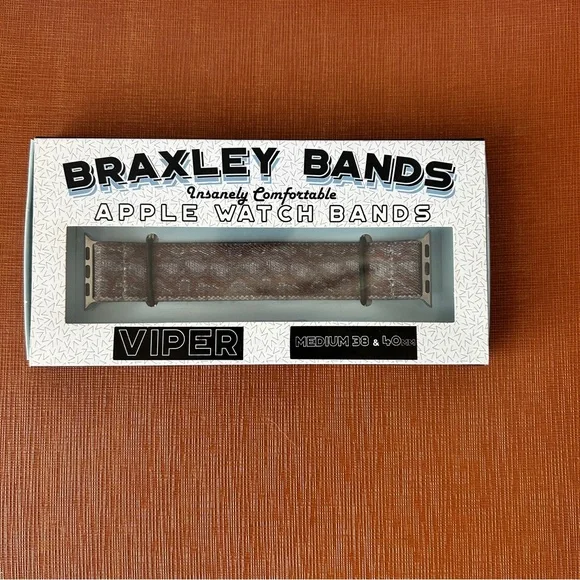 BRAXLEY BANDS
Insanely Comfortable
APPLE WATCH BANDS
VIPER
MEDIUM 38 & 40MM